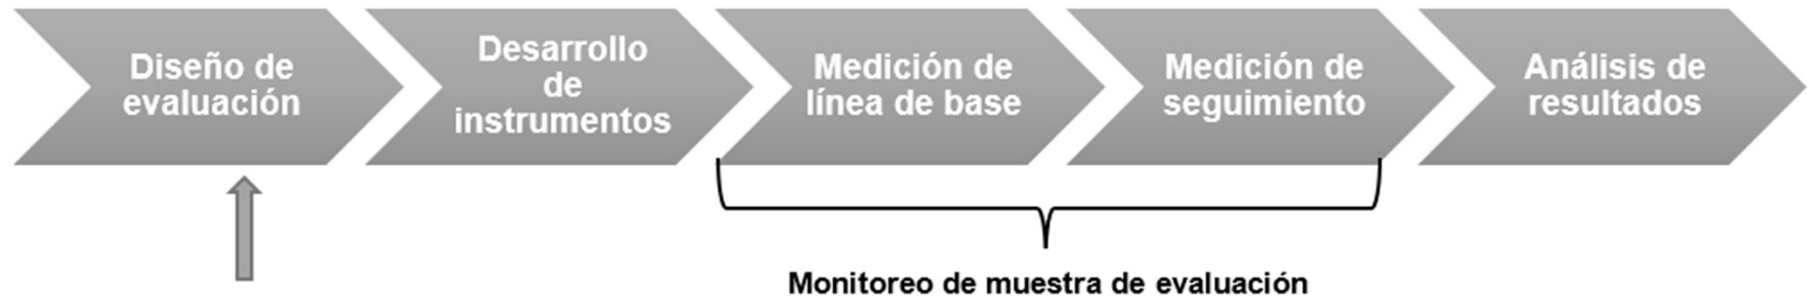 Diseño de
evaluación
Desarrollo
de
instrumentos
Medición de
línea de base
Medición de
seguimiento
Análisis de
resultados
Monitoreo de muestra de evaluación